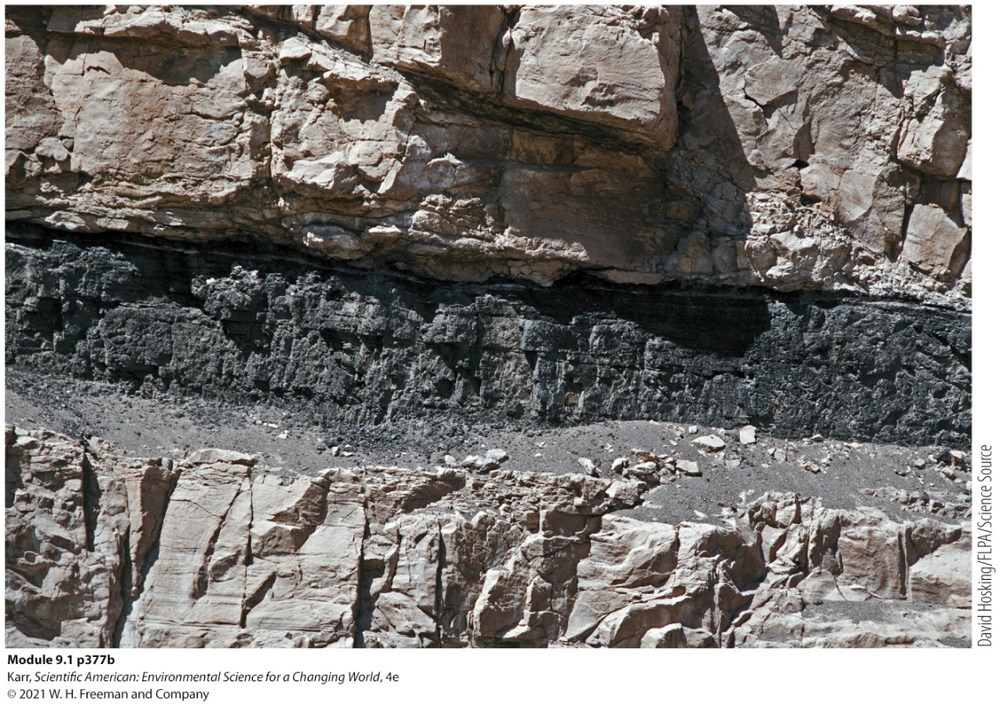 David Hosking/FLPA/Science Source
Module 9.1 p377b
Karr, Scientific American: Environmental Science for a Changing World, 4e
© 2021 W. H. Freeman and Company